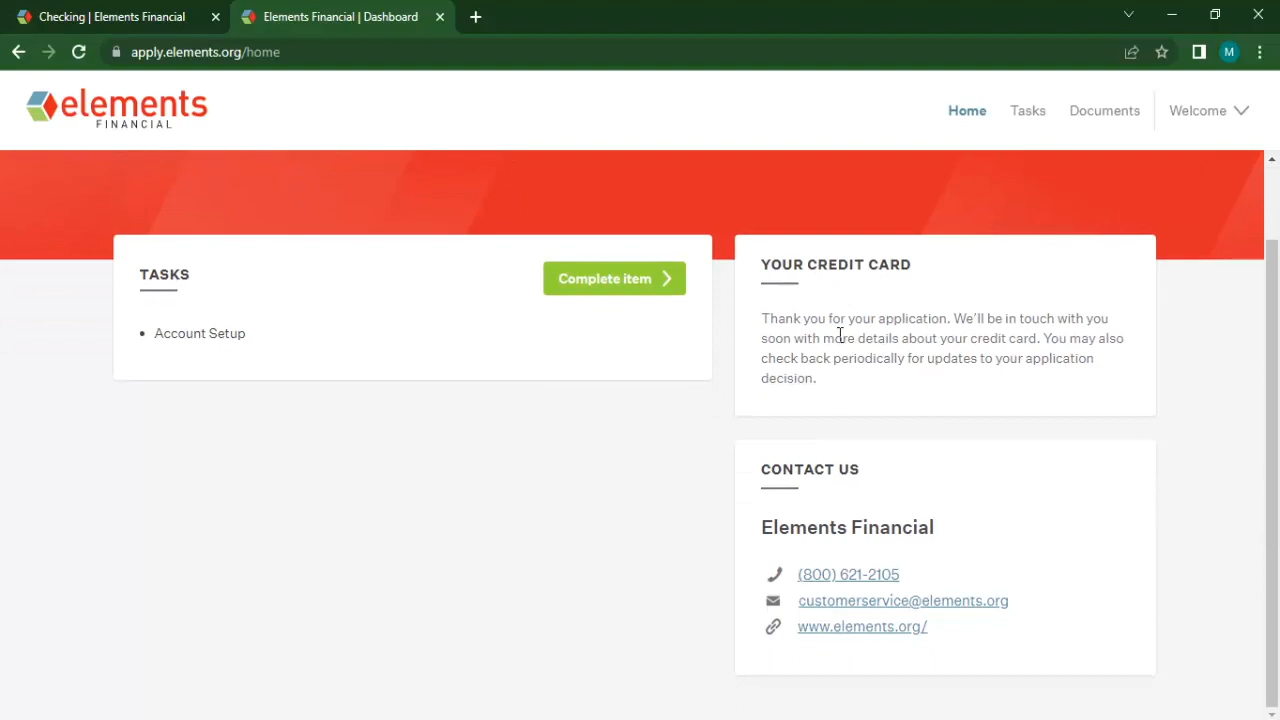 Checking | Elements Financial
Elements Financial | Dashboard
apply.elements.org/home
M
elements
FINANCIAL
Home
Tasks
Documents
Welcome
TASKS
Complete item
• Account Setup
YOUR CREDIT CARD
Thank you for your application. We’ll be in touch with you
soon with more details about your credit card. You may also
check back periodically for updates to your application
decision.
CONTACT US
Elements Financial
(800) 621-2105
customerservice@elements.org
www.elements.org/